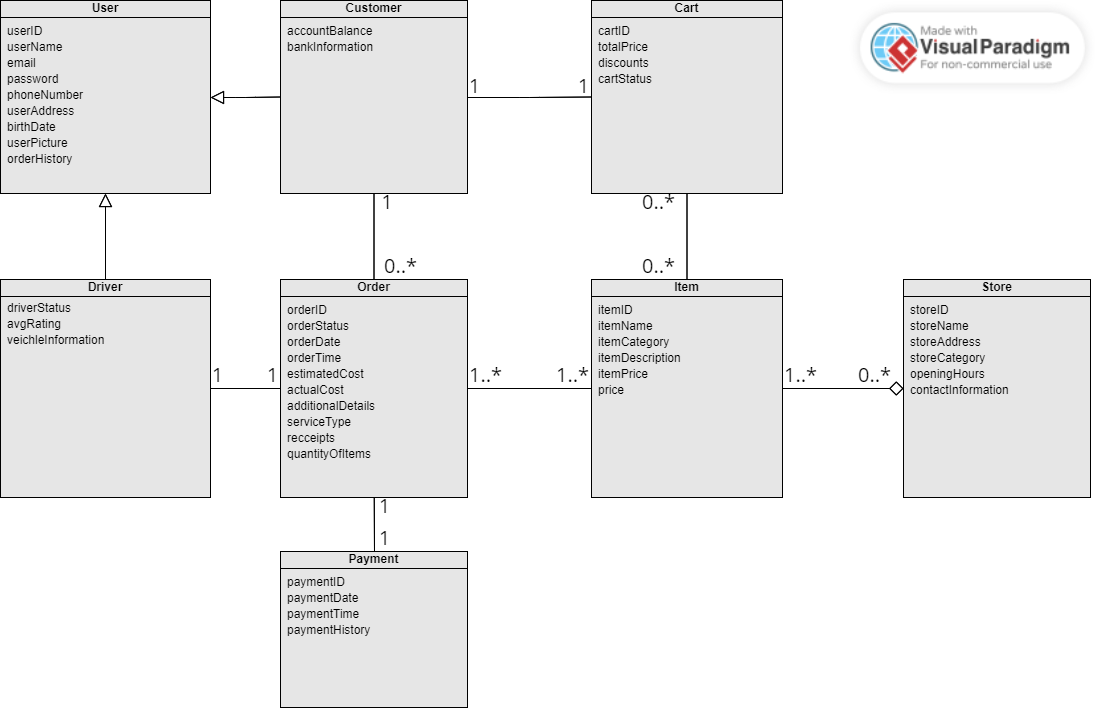 User
userID
userName
email
password
phoneNumber
userAddress
birthDate
userPicture
orderHistory
Customer
accountBalance
bankInformation
Cart
cartID
totalPrice
discounts
cartStatus
Made with
VisualParadigm
For non-commercial use
1
1
1
0..*
0..*
0..*
Driver
driverStatus
avgRating
veichleInformation
1
1
Order
orderID
orderStatus
orderDate
orderTime
estimatedCost
actualCost
additionalDetails
serviceType
recceipts
quantityOfItems
1..*
1..*
Item
itemID
itemName
itemCategory
itemDescription
itemPrice
price
1..*
0..*
Store
storeID
storeName
storeAddress
storeCategory
openingHours
contactInformation
1
1
Payment
paymentID
paymentDate
paymentTime
paymentHistory